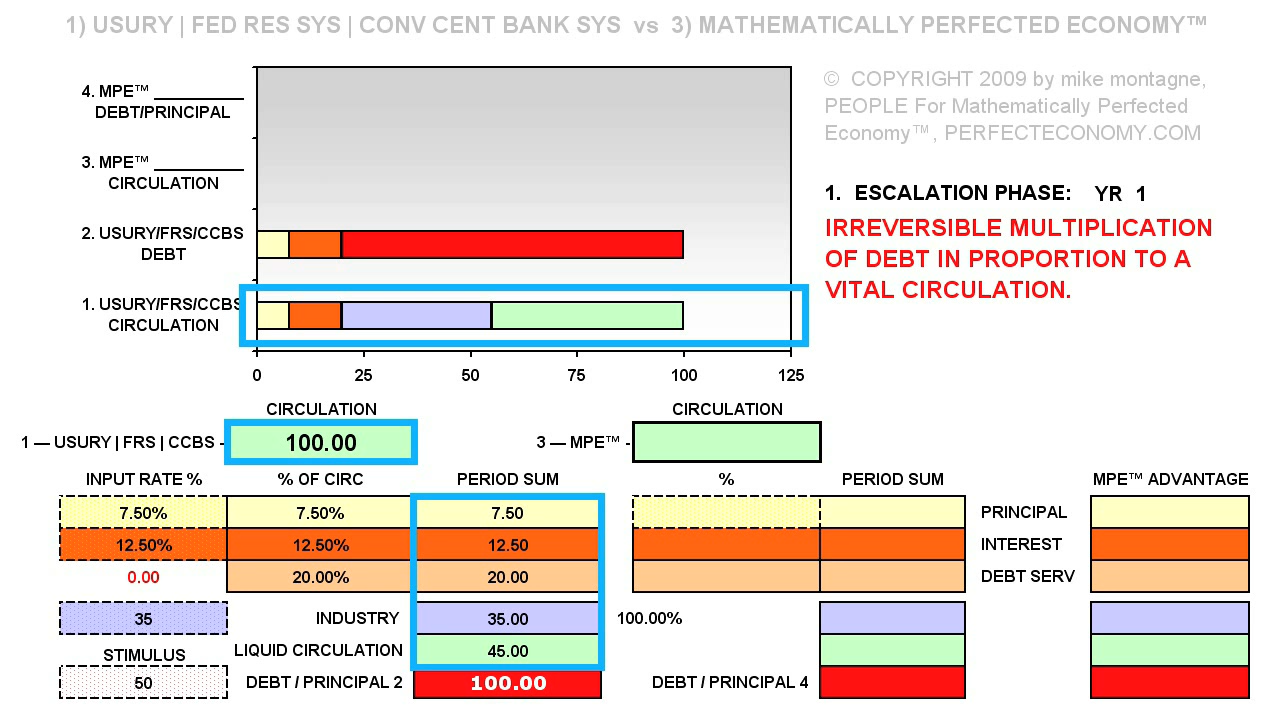 1) USURY | FED RES SYS | CONV CENT BANK SYS vs 3) MATHEMATICALLY PERFECTED ECONOMY™
© COPYRIGHT 2009 by mike montagne,
PEOPLE For Mathematically Perfected
Economy™, PERFECTECONOMY.COM
4. MPE™ ___________
DEBT/PRINCIPAL
3. MPE™ ___________
CIRCULATION
2. USURY/FRS/CCBS
DEBT
1. USURY/FRS/CCBS
CIRCULATION
0 25 50 75 100 125
1. ESCALATION PHASE: YR 1
IRREVERSIBLE MULTIPLICATION
OF DEBT IN PROPORTION TO A
VITAL CIRCULATION.
CIRCULATION CIRCULATION
1 — USURY | FRS | CCBS - 100.00 3 — MPE™ -
INPUT RATE % % OF CIRC PERIOD SUM % PERIOD SUM MPE™ ADVANTAGE
7.50% 7.50% 7.50 PRINCIPAL
12.50% 12.50% 12.50 INTEREST
0.00 20.00% 20.00 DEBT SERV
35 INDUSTRY 35.00 100.00%
STIMULUS LIQUID CIRCULATION 45.00
50 DEBT / PRINCIPAL 2 100.00 DEBT / PRINCIPAL 4